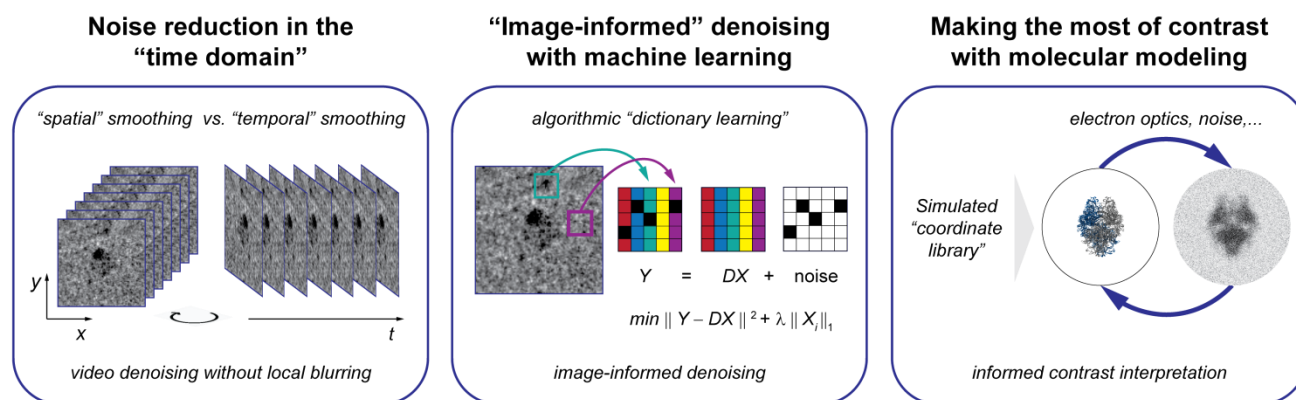 Noise reduction in the
“time domain”
“spatial” smoothing vs. “temporal” smoothing
y
x
t
video denoising without local blurring
“Image-informed” denoising
with machine learning
algorithmic “dictionary learning”
Y = DX + noise
min || Y – DX || ² + λ || Xᵢ ||₁
image-informed denoising
Making the most of contrast
with molecular modeling
electron optics, noise,...
Simulated
“coordinate
library”
informed contrast interpretation